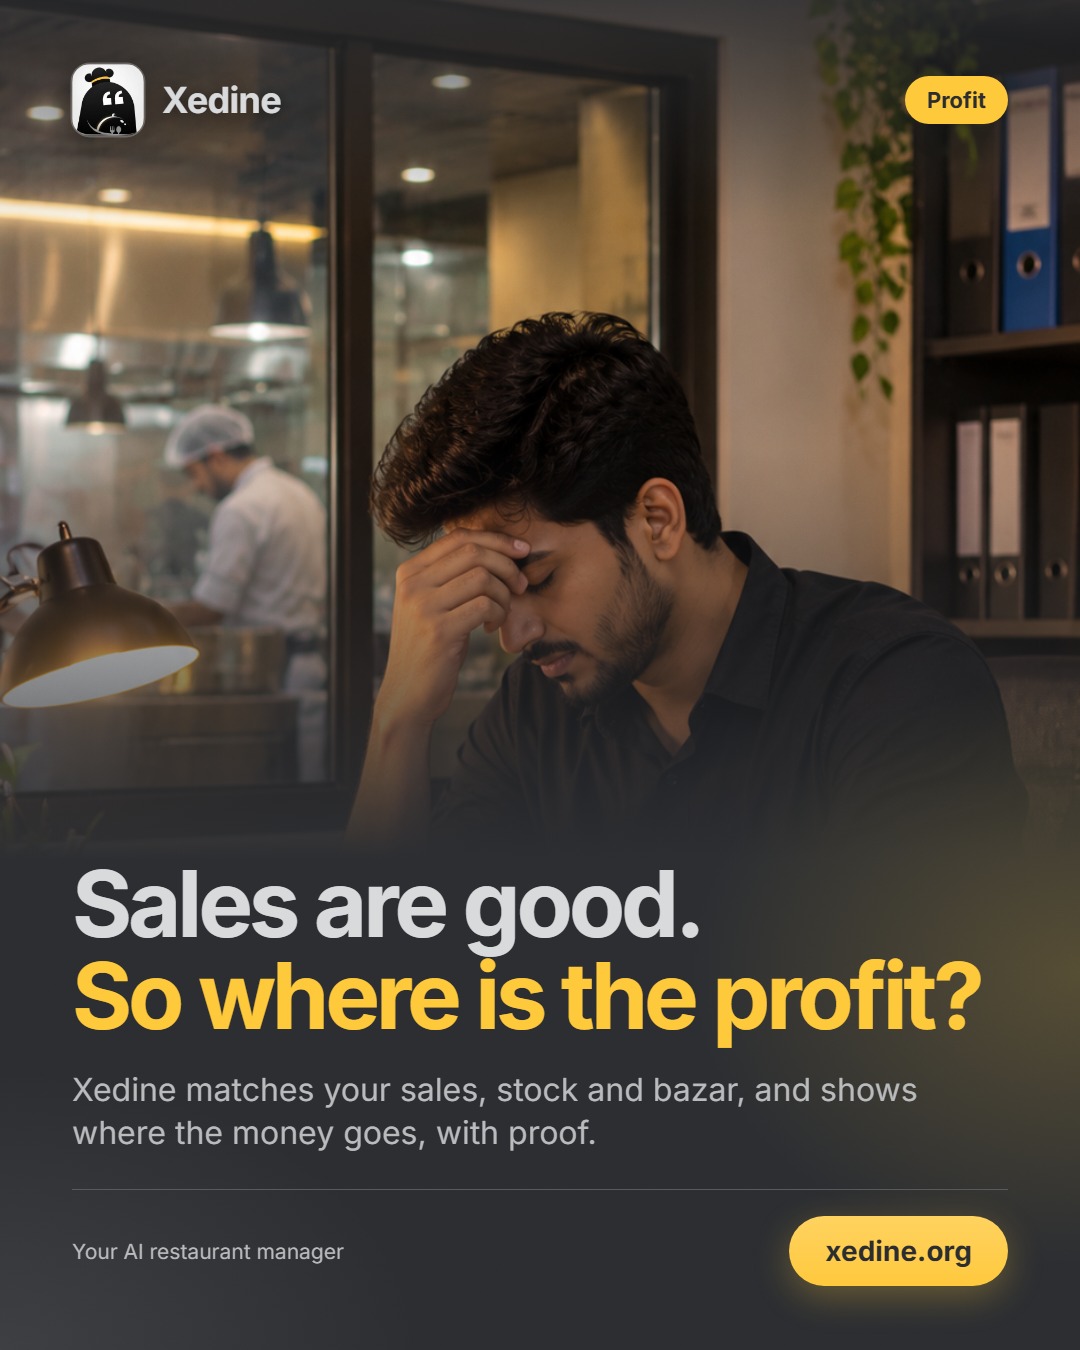 Xedine
Profit
Sales are good.
So where is the profit?
Xedine matches your sales, stock and bazar, and shows
where the money goes, with proof.
Your AI restaurant manager
xedine.org